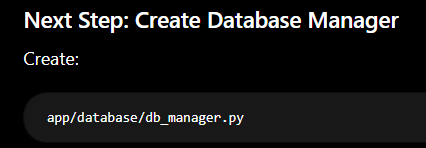 Next Step: Create Database Manager
Create:
app/database/db_manager.py